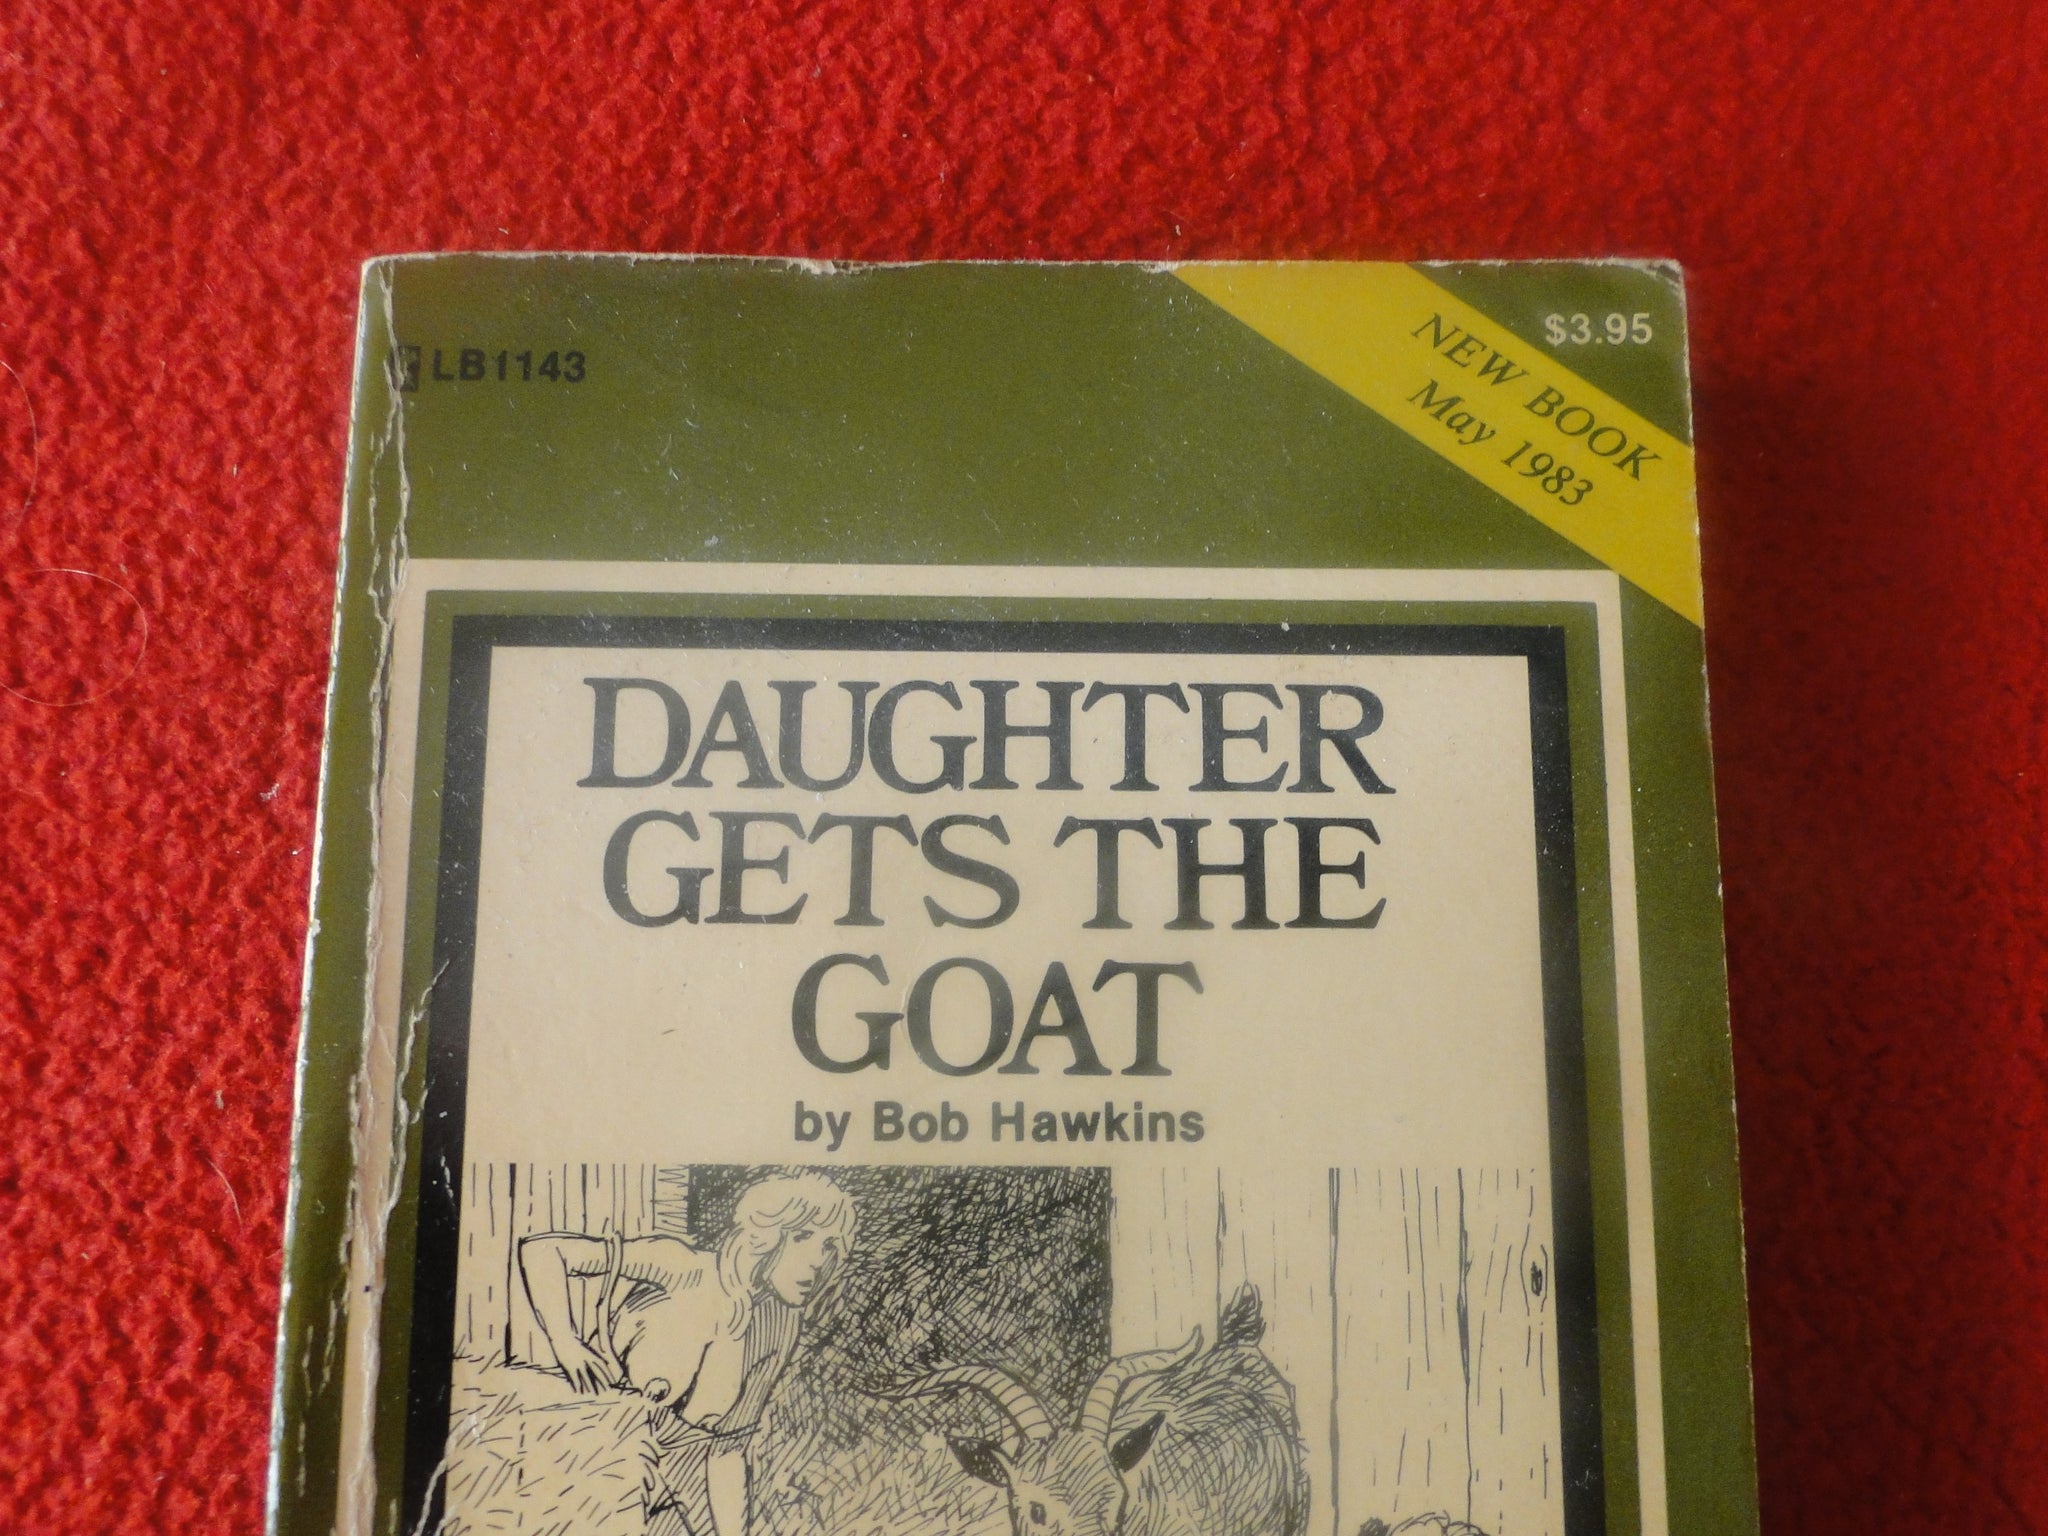 LB1143
$3.95
NEW BOOK
May 1983
DAUGHTER
GETS THE
GOAT
by Bob Hawkins